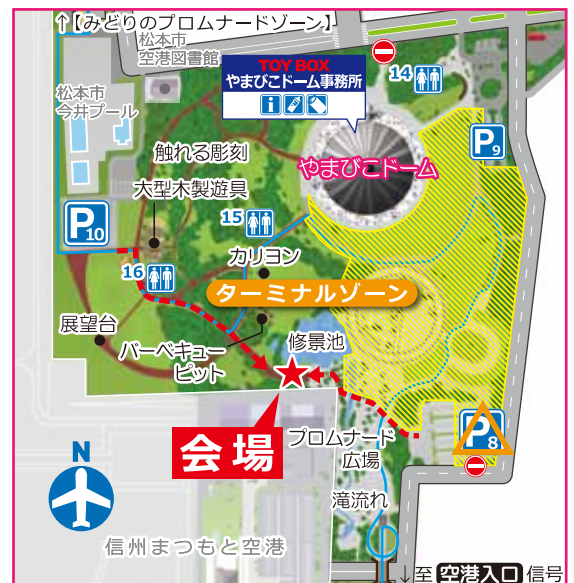 ↑【みどりのプロムナードゾーン】
松本市
空港図書館
TOY BOX
やまびこドーム事務所
i
14
松本市
今井プール
触れる彫刻
大型木製遊具
やまびこドーム
P9
P10
15
カリヨン
16
ターミナルゾーン
展望台
バーベキュー
ピット
修景池
会場
プロムナード
広場
P8
N
滝流れ
信州まつもと空港
↓至 空港入口 信号